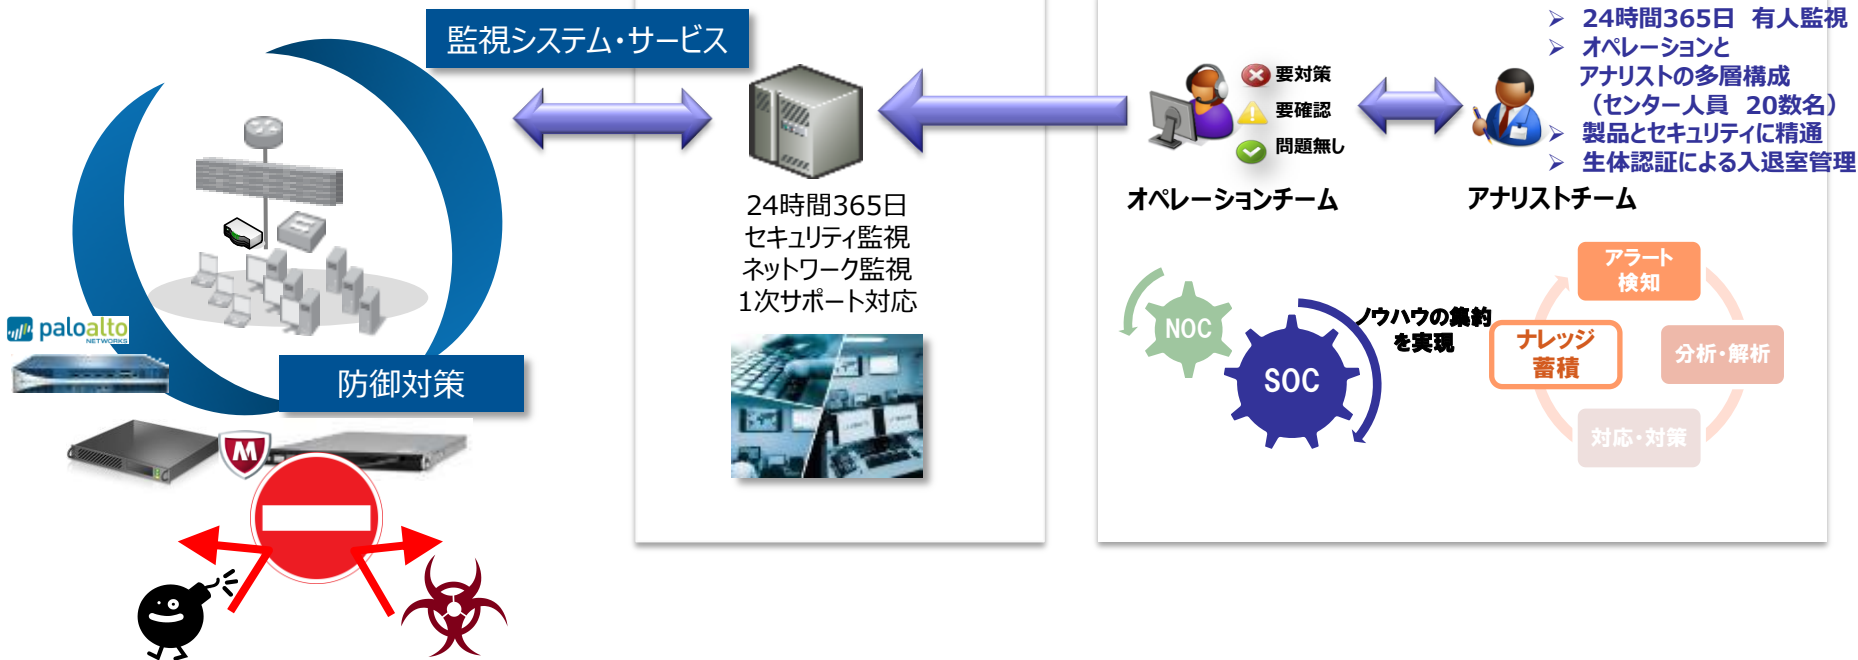 監視システム・サービス
24時間365日
セキュリティ監視
ネットワーク監視
1次サポート対応
paloalto
NETWORKS
防御対策
M
要対策
要確認
問題無し
オペレーションチーム
アナリストチーム
➢ 24時間365日 有人監視
➢ オペレーションと
アナリストの多層構成
（センター人員 20数名）
➢ 製品とセキュリティに精通
➢ 生体認証による入退室管理
NOC
SOC
ノウハウの集約
を実現
アラート
検知
分析・解析
対応・対策
ナレッジ
蓄積